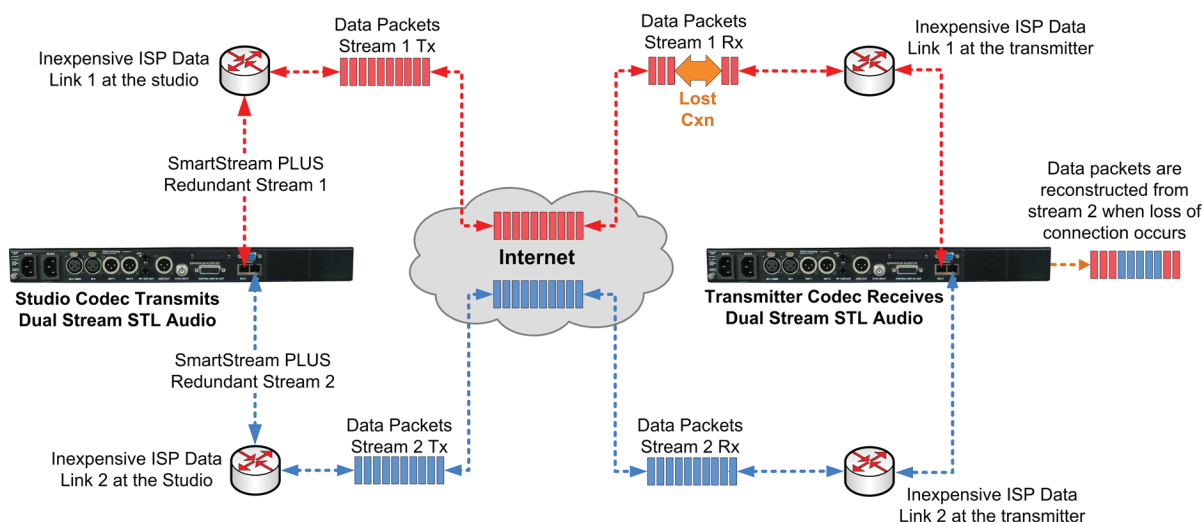 Inexpensive ISP Data
Link 1 at the studio
Data Packets
Stream 1 Tx
Data Packets
Stream 1 Rx
Lost
Cxn
Inexpensive ISP Data
Link 1 at the transmitter
SmartStream PLUS
Redundant Stream 1
Data packets are
reconstructed from
stream 2 when loss of
connection occurs
Internet
Studio Codec Transmits
Dual Stream STL Audio
Transmitter Codec Receives
Dual Stream STL Audio
SmartStream PLUS
Redundant Stream 2
Inexpensive ISP Data
Link 2 at the Studio
Data Packets
Stream 2 Tx
Data Packets
Stream 2 Rx
Inexpensive ISP Data
Link 2 at the transmitter